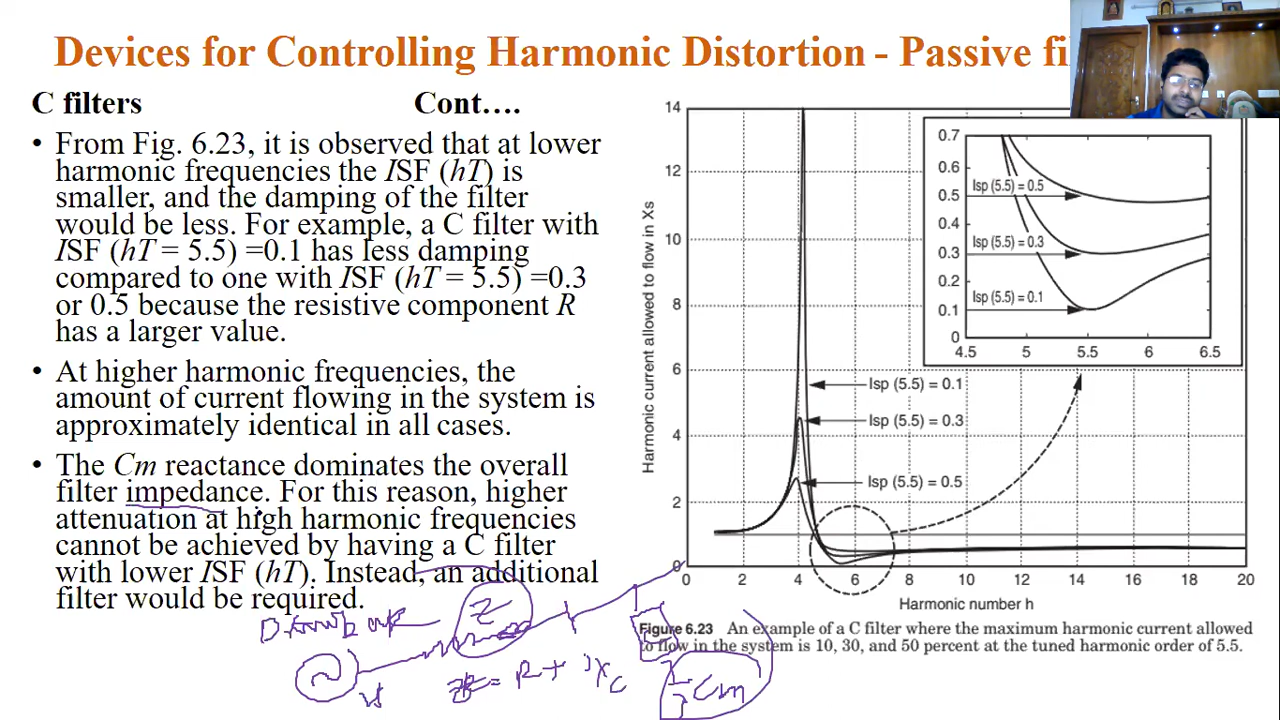 Devices for Controlling Harmonic Distortion - Passive fi
C filters Cont….
• From Fig. 6.23, it is observed that at lower
harmonic frequencies the ISF (hT) is
smaller, and the damping of the filter
would be less. For example, a C filter with
ISF (hT = 5.5) =0.1 has less damping
compared to one with ISF (hT = 5.5) =0.3
or 0.5 because the resistive component R
has a larger value.
• At higher harmonic frequencies, the
amount of current flowing in the system is
approximately identical in all cases.
• The Cm reactance dominates the overall
filter impedance. For this reason, higher
attenuation at high harmonic frequencies
cannot be achieved by having a C filter
with lower ISF (hT). Instead, an additional
filter would be required.
Z
= R + jXc
Cm
Harmonic current allowed to flow in Xs
14
12
10
8
6
4
2
0
0 2 4 6 8 10 12 14 16 18 20
Harmonic number h
Isp (5.5) = 0.1
Isp (5.5) = 0.3
Isp (5.5) = 0.5
0.7
0.6
0.5
0.4
0.3
0.2
0.1
0
4.5 5 5.5 6 6.5
Isp (5.5) = 0.5
Isp (5.5) = 0.3
Isp (5.5) = 0.1
Figure 6.23 An example of a C filter where the maximum harmonic current allowed
to flow in the system is 10, 30, and 50 percent at the tuned harmonic order of 5.5.